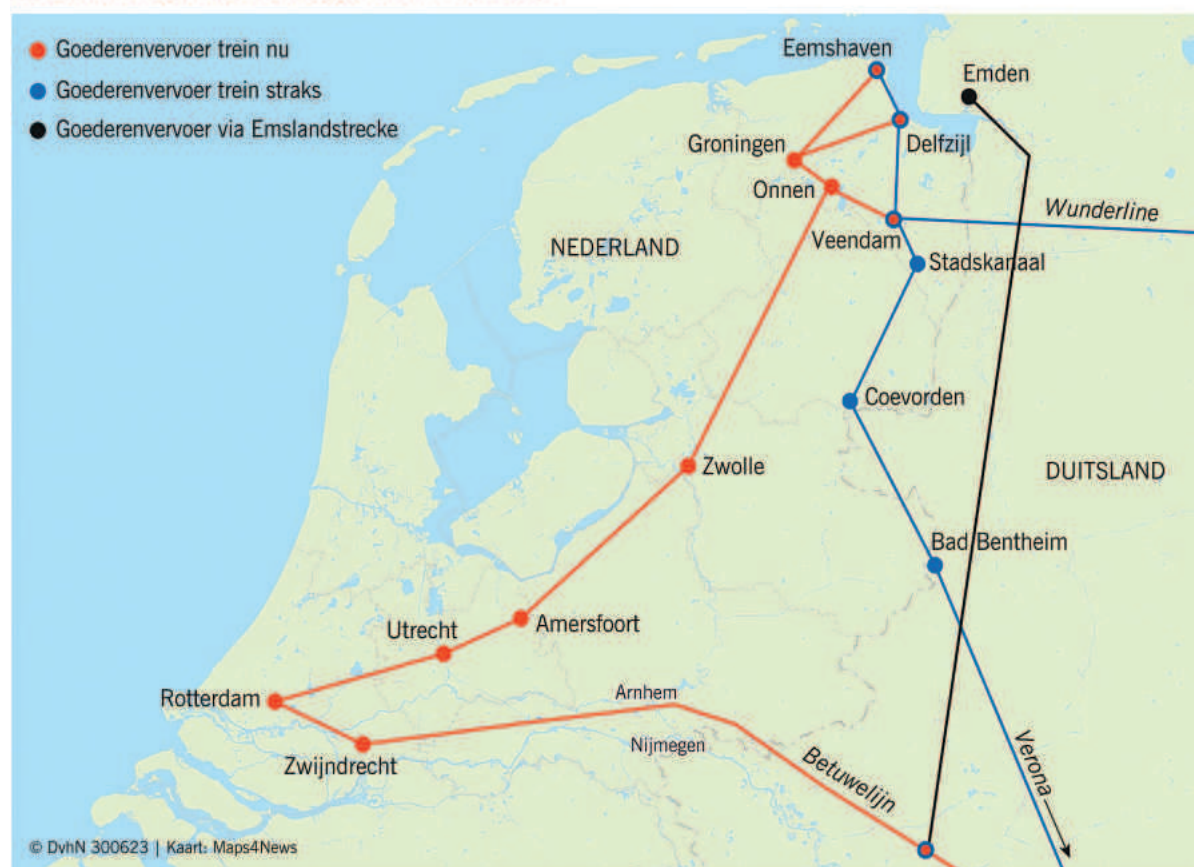 Goederenvervoer trein nu
Goederenvervoer trein straks
Goederenvervoer via Emslandstrecke
Eemshaven
Emden
Groningen
Delfzijl
Onnen
Wunderline
Veendam
NEDERLAND
Stadskanaal
Coevorden
Zwolle
DUITSLAND
Bad Bentheim
Utrecht
Amersfoort
Rotterdam
Arnhem
Nijmegen
Zwijndrecht
Betuwelijn
Verona
© DvhN 300623 | Kaart: Maps4News